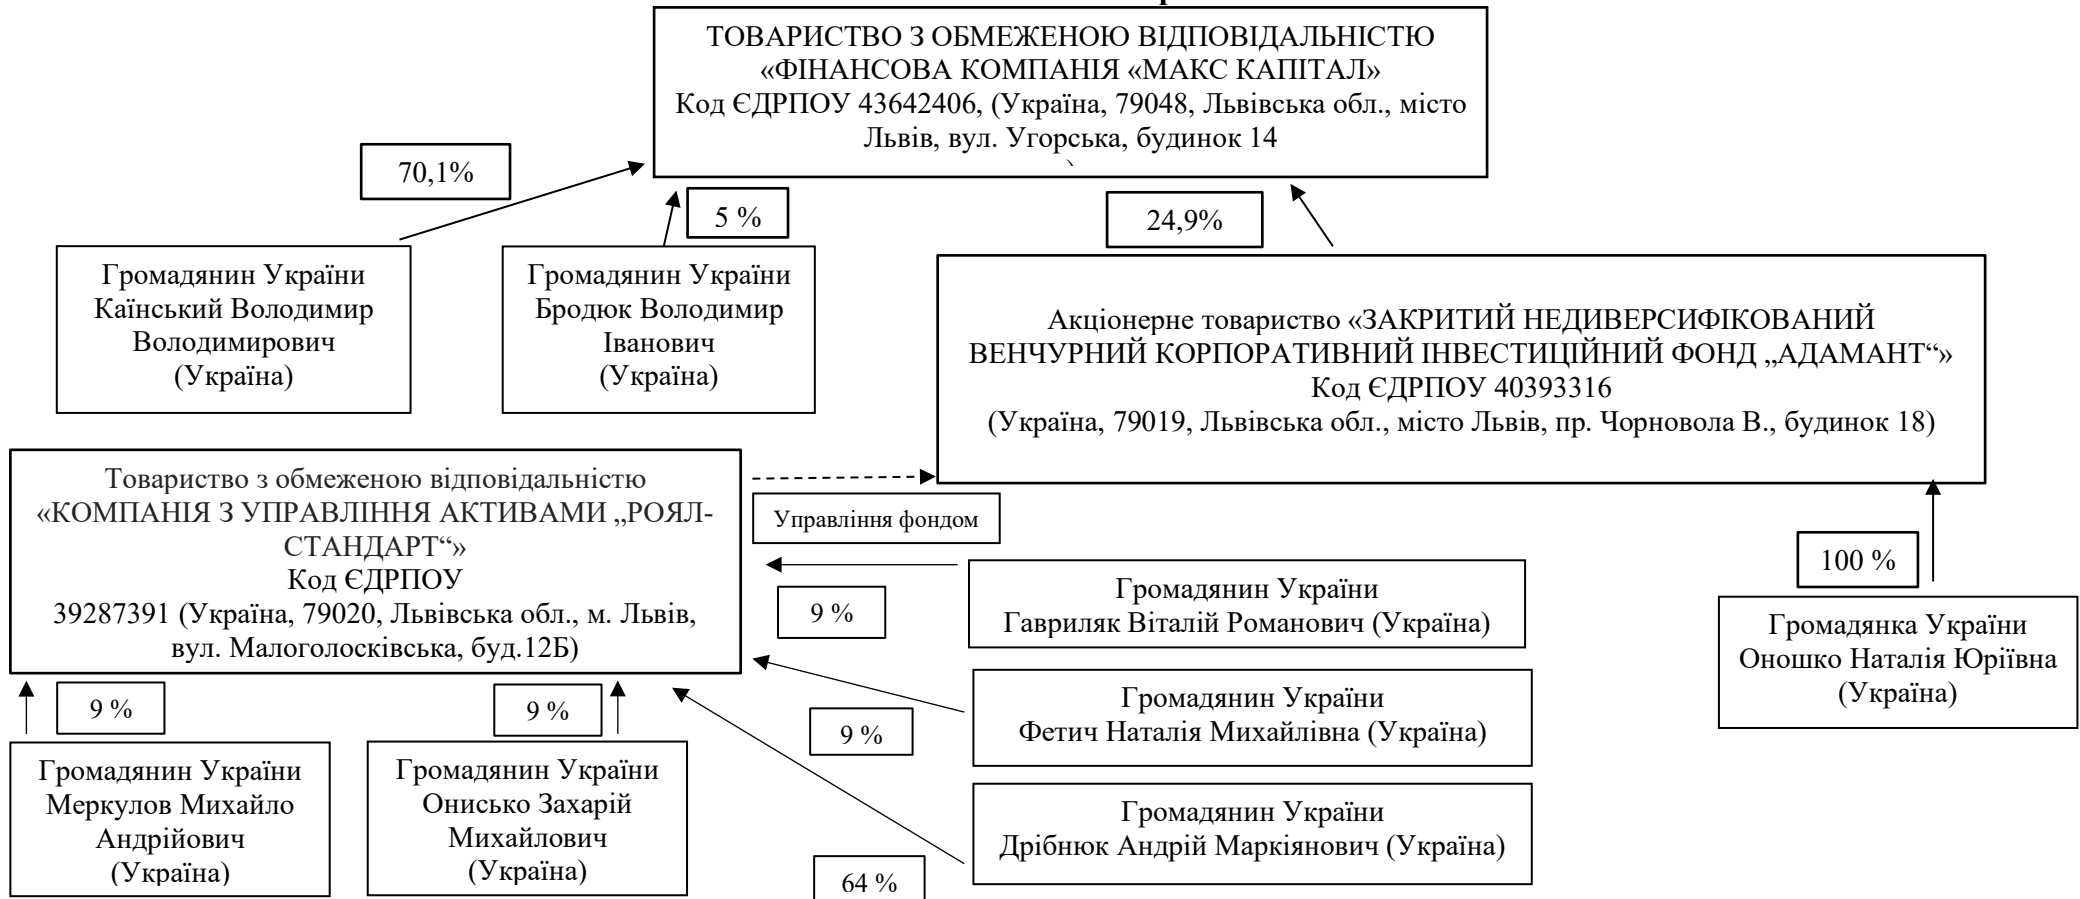 ТОВАРИСТВО З ОБМЕЖЕНОЮ ВІДПОВІДАЛЬНІСТЮ
«ФІНАНСОВА КОМПАНІЯ «МАКС КАПІТАЛ»
Код ЄДРПОУ 43642406, (Україна, 79048, Львівська обл., місто
Львів, вул. Угорська, будинок 14
70,1%
5 %
24,9%
Громадянин України
Каїнський Володимир
Володимирович
(Україна)
Громадянин України
Бродюк Володимир
Іванович
(Україна)
Акціонерне товариство «ЗАКРИТИЙ НЕДИВЕРСИФІКОВАНИЙ
ВЕНЧУРНИЙ КОРПОРАТИВНИЙ ІНВЕСТИЦІЙНИЙ ФОНД „АДАМАНТ“»
Код ЄДРПОУ 40393316
(Україна, 79019, Львівська обл., місто Львів, пр. Чорновола В., будинок 18)
Товариство з обмеженою відповідальністю
«КОМПАНІЯ З УПРАВЛІННЯ АКТИВАМИ „РОЯЛ-
СТАНДАРТ“»
Код ЄДРПОУ
39287391 (Україна, 79020, Львівська обл., м. Львів,
вул. Малоголосківська, буд.12Б)
Управління фондом
100 %
9 %
Громадянин України
Гавриляк Віталій Романович (Україна)
Громадянка України
Оношко Наталія Юріївна
(Україна)
9 %
9 %
9 %
Громадянин України
Фетич Наталія Михайлівна (Україна)
Громадянин України
Меркулов Михайло
Андрійович
(Україна)
Громадянин України
Онисько Захарій
Михайлович
(Україна)
64 %
Громадянин України
Дрібнюк Андрій Маркіянович (Україна)